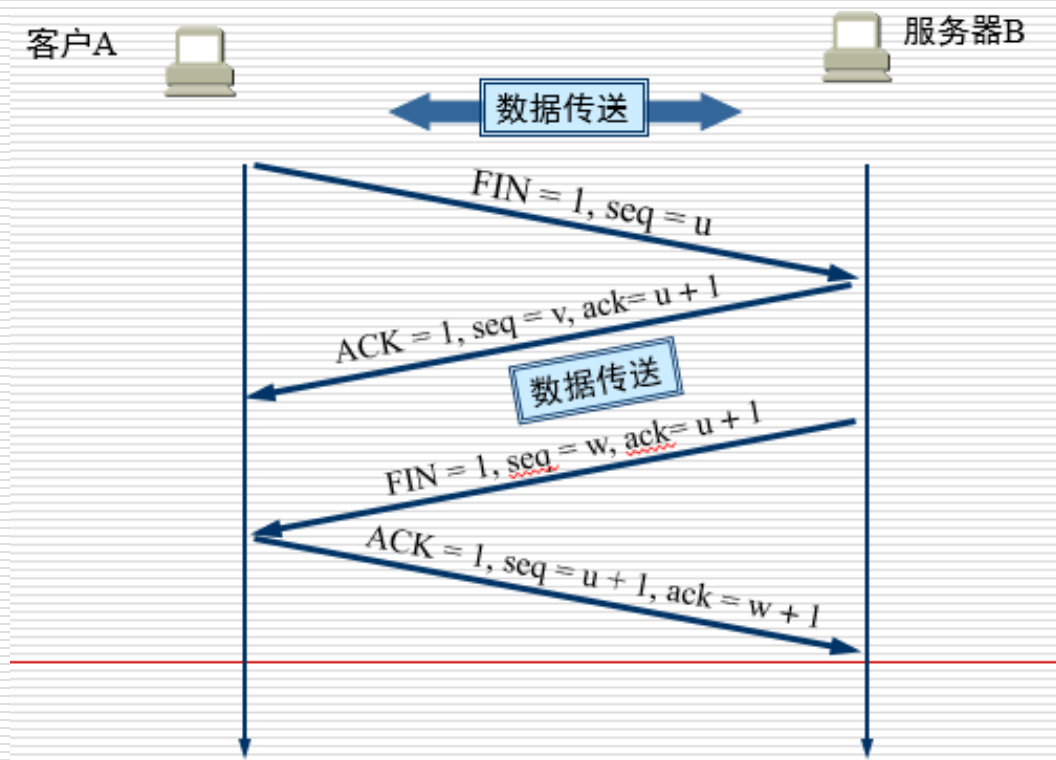 客户A
服务器B
数据传送
FIN = 1, seq = u
ACK = 1, seq = v, ack= u + 1
数据传送
FIN = 1, seq = w, ack= u + 1
ACK = 1, seq = u + 1, ack = w + 1